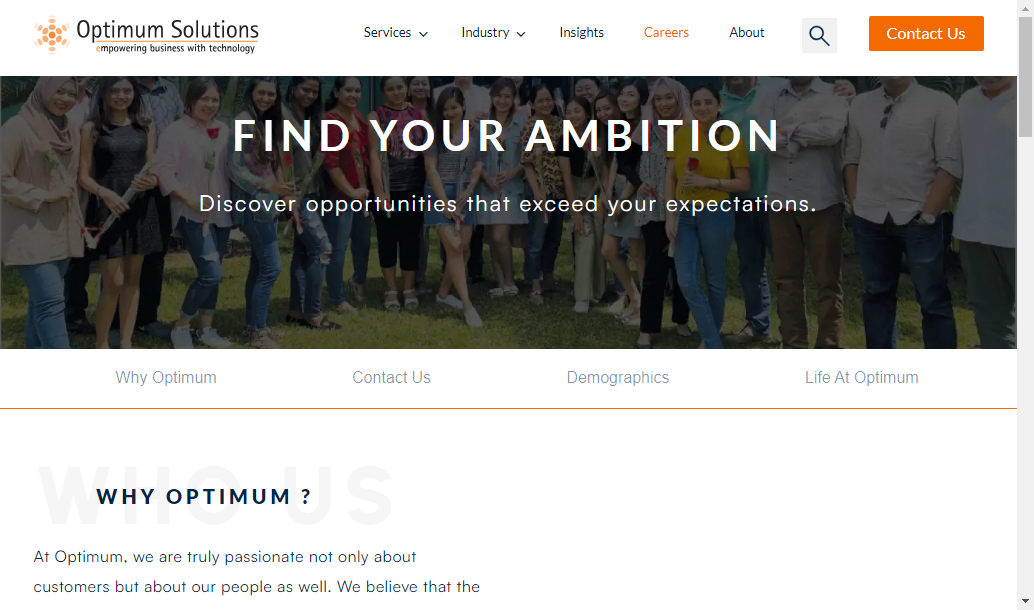 Optimum Solutions
empowering business with technology
Services
Industry
Insights
Careers
About
Contact Us
FIND YOUR AMBITION
Discover opportunities that exceed your expectations.
Why Optimum
Contact Us
Demographics
Life At Optimum
WHO US
WHY OPTIMUM ?
At Optimum, we are truly passionate not only about
customers but about our people as well. We believe that the